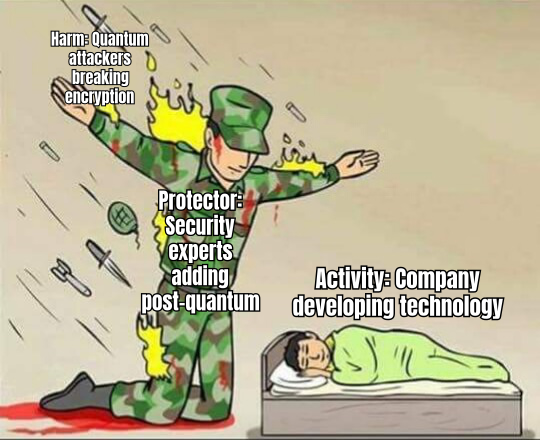 Harm: Quantum
attackers
breaking
encryption
Protector:
Security
experts
adding
post-quantum
Activity: Company
developing technology